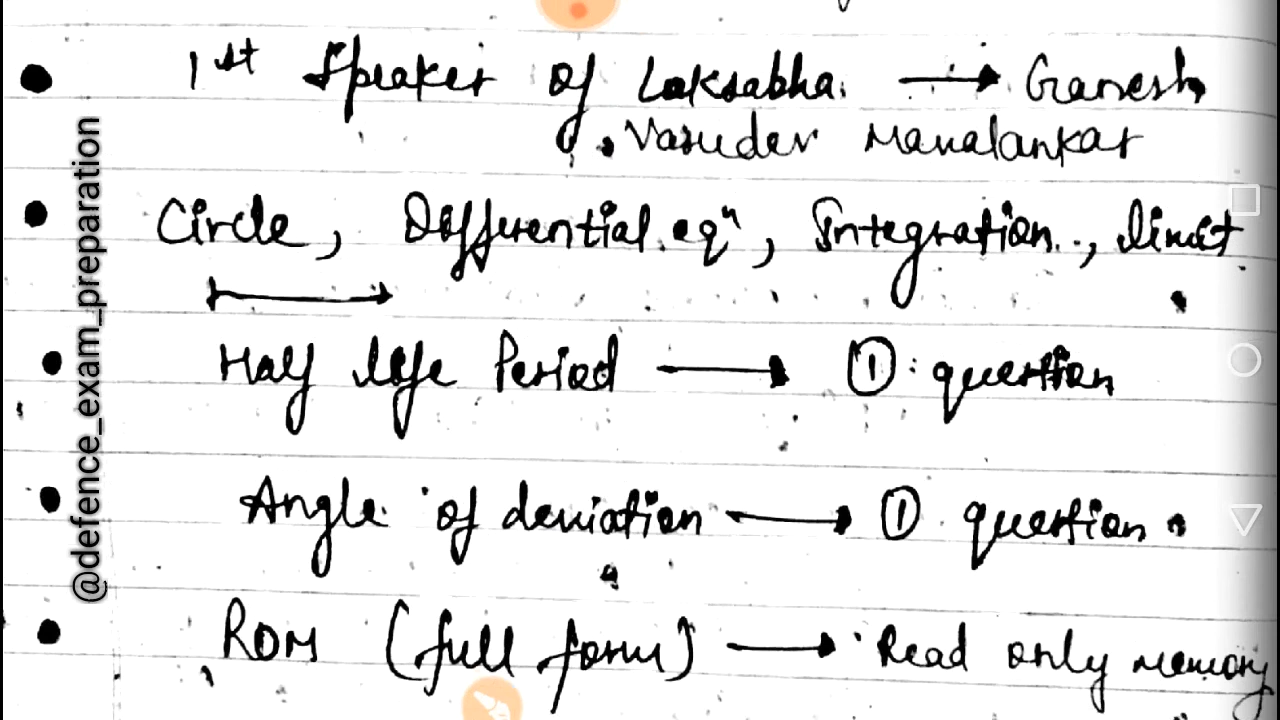 1st Speaker of Loksabha. → Ganesh
Vasudev Mavalankar
Circle, Differential eqn, Integration, limit
Half life Period → ① question
Angle of deviation → ① question
ROM (full form) → Read only memory
@defence_exam_preparation